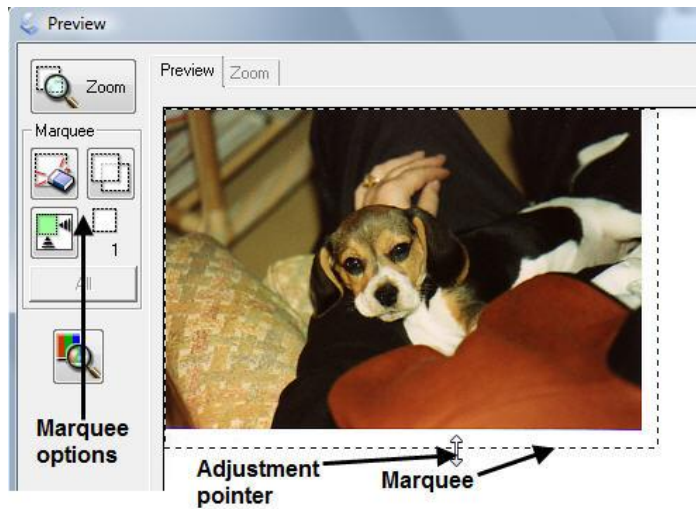 Preview
Zoom
Preview
Zoom
Marquee
1
All
Marquee
options
Adjustment
pointer
Marquee